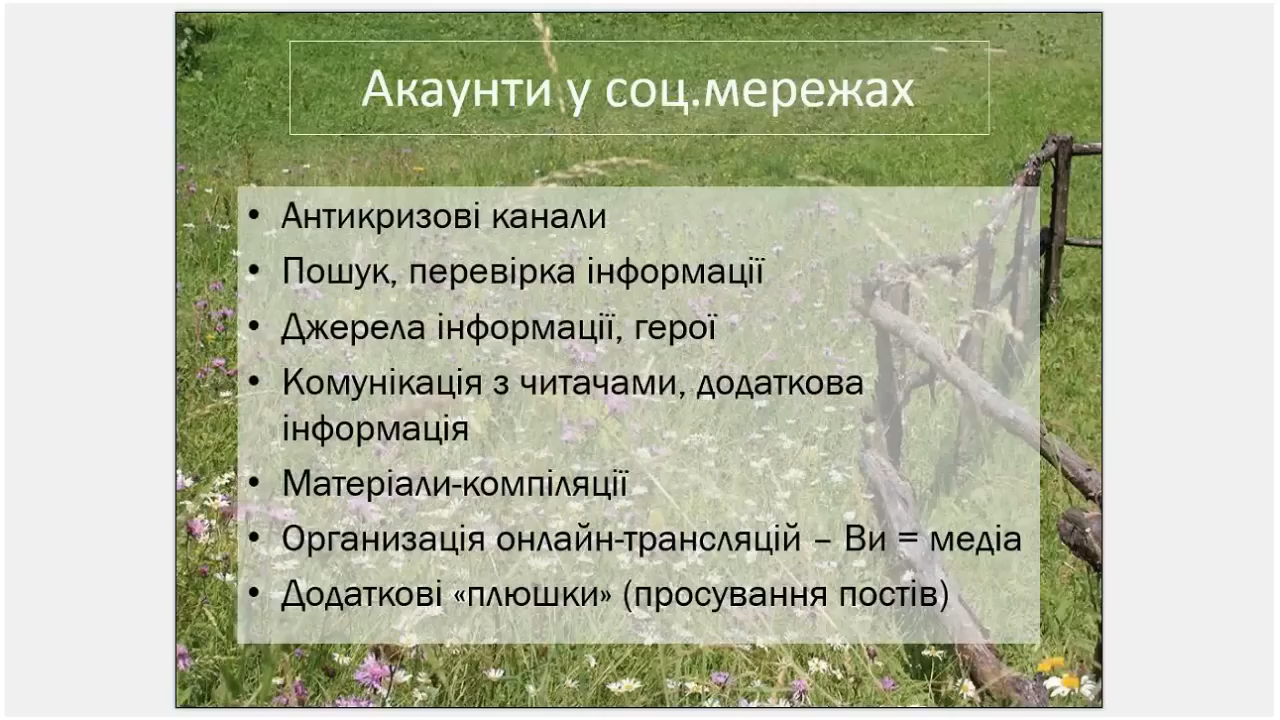 Акаунти у соц.мережах
• Антикризові канали
• Пошук, перевірка інформації
• Джерела інформації, герої
• Комунікація з читачами, додаткова
інформація
• Матеріали-компіляції
• Организація онлайн-трансляцій – Ви = медіа
• Додаткові «плюшки» (просування постів)